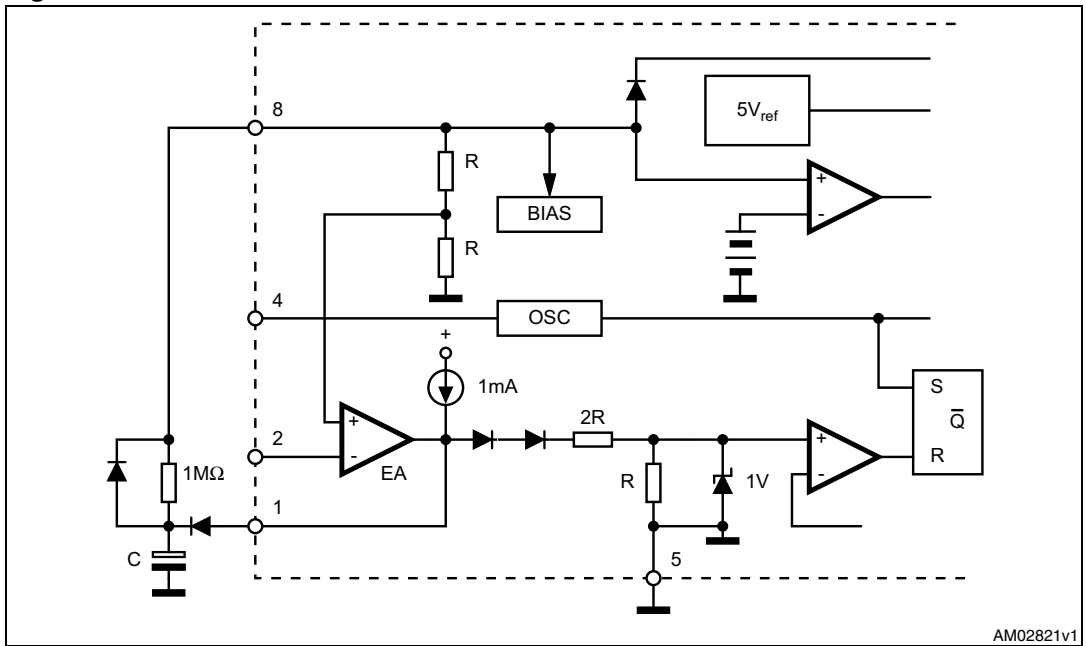 8
R
5V ref
+
-
BIAS
R
4
OSC
+
1mA
S
Q̅
R
2R
+
-
EA
+
-
2
R
1V
1MΩ
1
C
5
AM02821v1